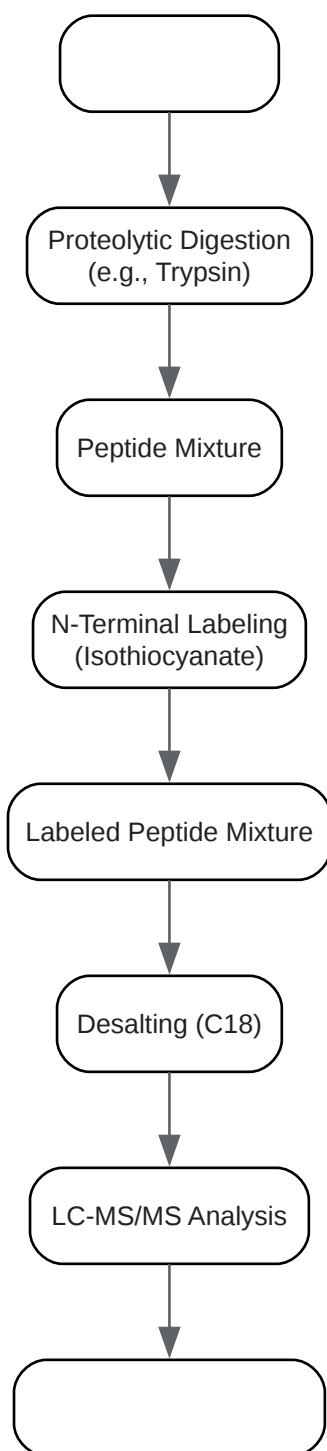 Proteolytic Digestion
(e.g., Trypsin)
Peptide Mixture
N-Terminal Labeling
(Isothiocyanate)
Labeled Peptide Mixture
Desalting (C18)
LC-MS/MS Analysis